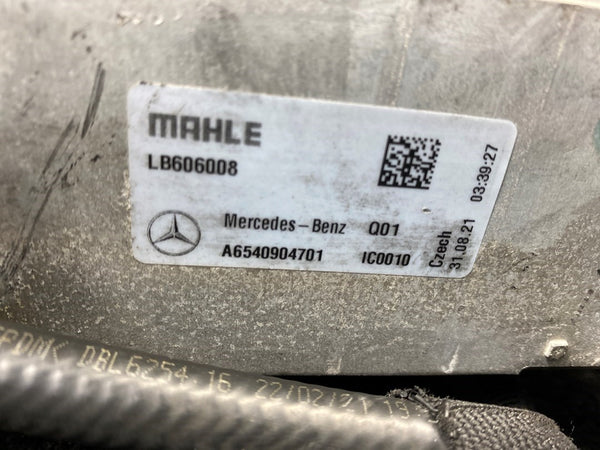 MAHLE
LB606008
Mercedes-Benz Q01
A6540904701 IC0010
Czech
31.08.21 03:39:27
DBL6254-16 22/02/21 19